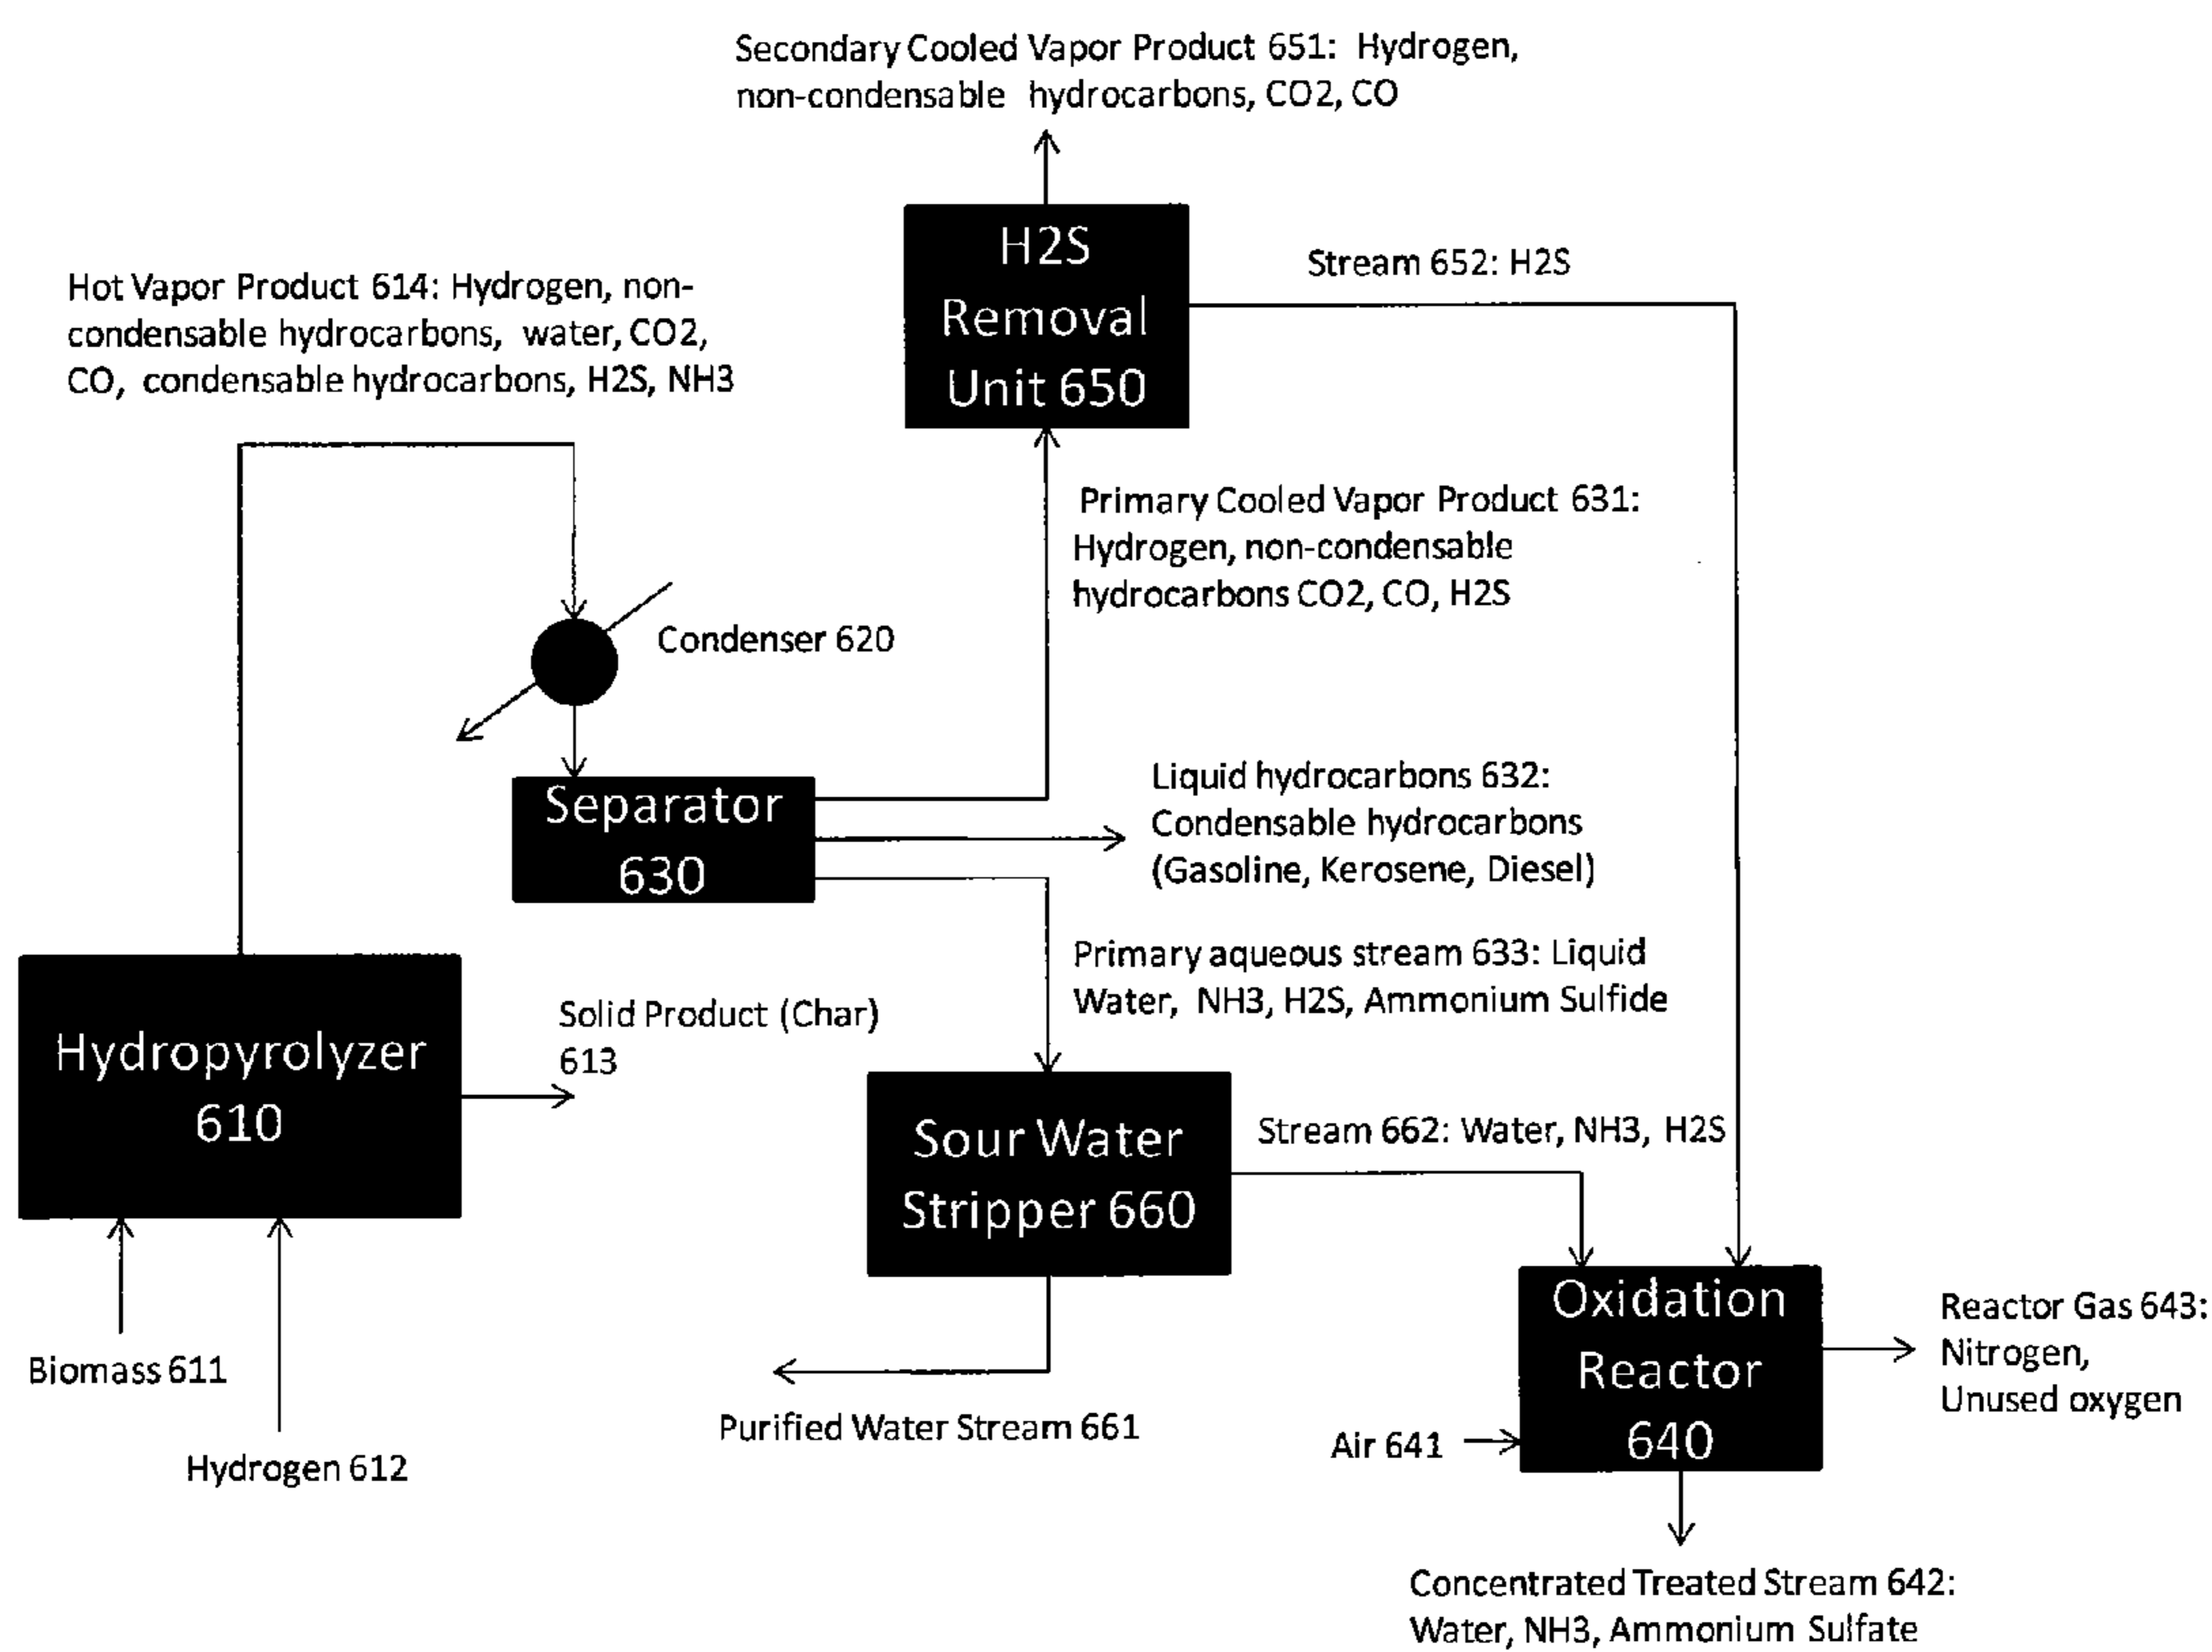 Secondary Cooled Vapor Product 651: Hydrogen,
non-condensable hydrocarbons, CO2, CO
H2S
Removal
Unit 650
Stream 652: H2S
Hot Vapor Product 614: Hydrogen, non-
condensable hydrocarbons, water, CO2,
CO, condensable hydrocarbons, H2S, NH3
Primary Cooled Vapor Product 631:
Hydrogen, non-condensable
hydrocarbons CO2, CO, H2S
Condenser 620
Separator
630
Liquid hydrocarbons 632:
Condensable hydrocarbons
(Gasoline, Kerosene, Diesel)
Primary aqueous stream 633: Liquid
Water, NH3, H2S, Ammonium Sulfide
Hydropyrolyzer
610
Solid Product (Char)
613
Sour Water
Stripper 660
Stream 662: Water, NH3, H2S
Biomass 611
Hydrogen 612
Purified Water Stream 661
Oxidation
Reactor
640
Air 641
Reactor Gas 643:
Nitrogen,
Unused oxygen
Concentrated Treated Stream 642:
Water, NH3, Ammonium Sulfate